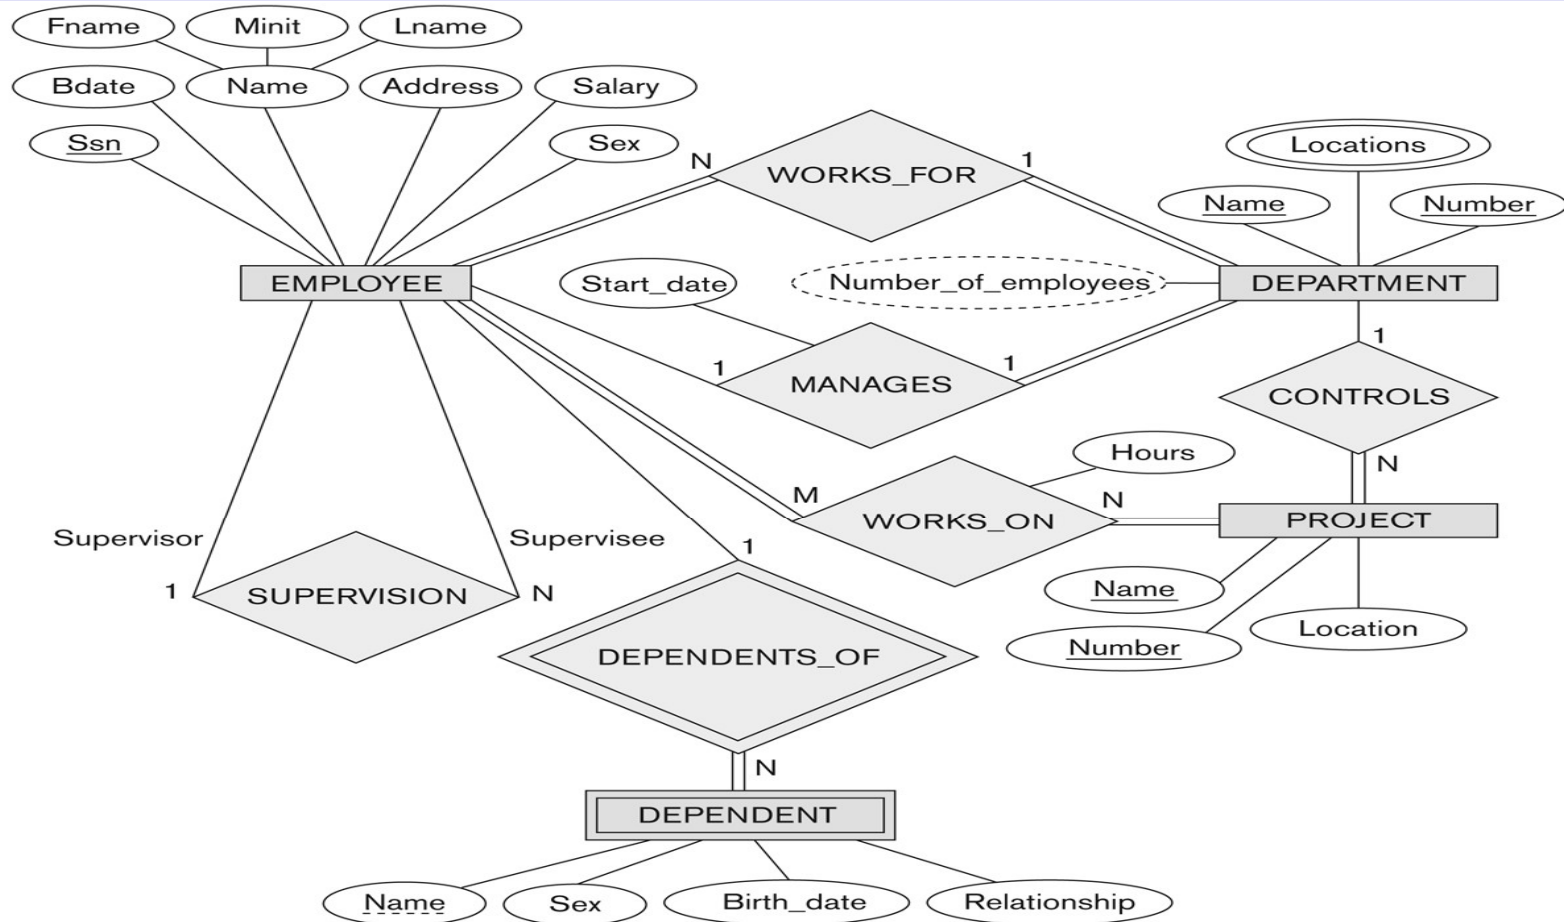 Fname Minit Lname
Bdate Name Address Salary
Ssn Sex
N WORKS_FOR 1
Locations
Name Number
EMPLOYEE Start_date Number_of_employees DEPARTMENT
1 MANAGES 1
1
CONTROLS
N
Hours
M WORKS_ON N PROJECT
Supervisor Supervisee
1 SUPERVISION N
1
Name
Number Location
DEPENDENTS_OF
N
DEPENDENT
Name Sex Birth_date Relationship